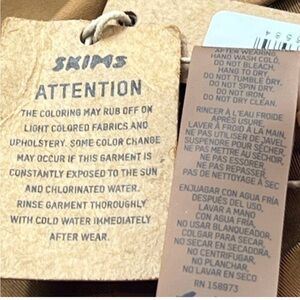 SKIMS
ATTENTION
THE COLORING MAY RUB OFF ON
LIGHT COLORED FABRICS AND
UPHOLSTERY. SOME COLOR CHANGE
MAY OCCUR IF THIS GARMENT IS
CONSTANTLY EXPOSED TO THE SUN
AND CHLORINATED WATER.
RINSE GARMENT THOROUGHLY
WITH COLD WATER IMMEDIATELY
AFTER WEAR.
AFTER WEARING
HAND WASH COLD,
DO NOT BLEACH,
HANG TO DRY,
DO NOT TUMBLE DRY,
DO NOT SPIN DRY,
DO NOT IRON,
DO NOT DRY CLEAN.
RINCER À L'EAU FROIDE
APRÈS USURE,
LAVER À FROID À LA MAIN,
NE PAS UTILISER DE JAVEL,
SUSPENDRE POUR SÉCHER,
NE PAS METTRE AU SÉCHOIR,
NE PAS ESSORER,
NE PAS REPASSER,
PAS DE NETTOYAGE À SEC
ENJUAGAR CON AGUA FRÍA
DESPUÉS DEL USO,
LAVAR A MANO
CON AGUA FRÍA,
NO USAR BLANQUEADOR,
COLGAR PARA SECAR,
NO SECAR EN SECADORA,
NO CENTRIFUGAR,
NO PLANCHAR,
NO LAVAR EN SECO
RN 158973